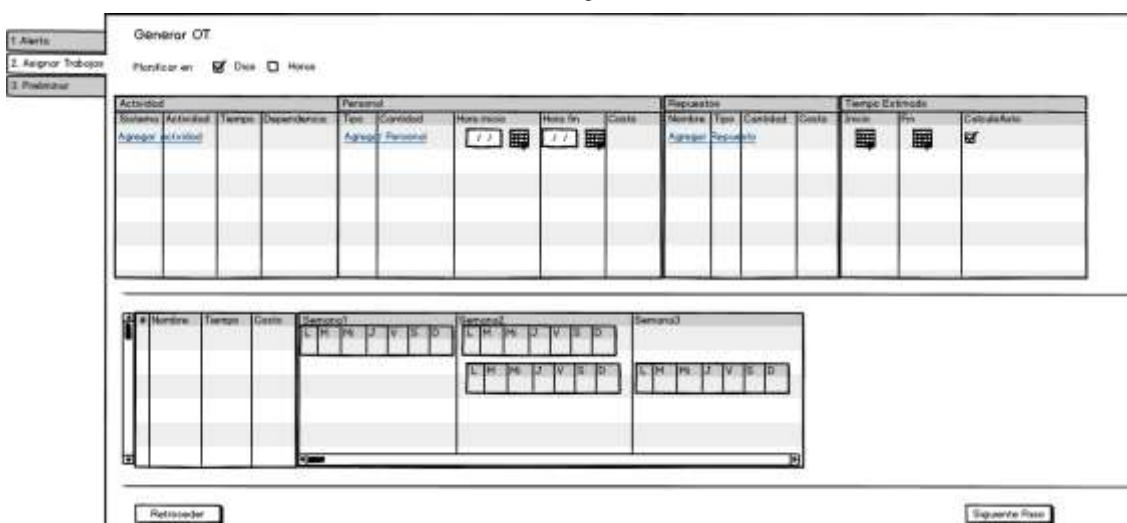 Generar OT
1. Alerta
2. Asignar Trabajos
3. Preliminar
Planificar en Dias Horas
Actividad Personal Repuestos Tiempo Estimado
Sistema Actividad Tiempo Dependencia Tipo Cantidad Hora inicio Hora fin Costo Nombre Tipo Cantidad Costo Inicio Fin CalculoAuto
Agregar actividad Agregar Personal / / / / Agregar Repuesto
# Nombre Tiempo Costo Semana1 Semana2 Semana3
L M Mi J V S D L M Mi J V S D
L M Mi J V S D L M Mi J V S D
Retroceder Siguiente Paso